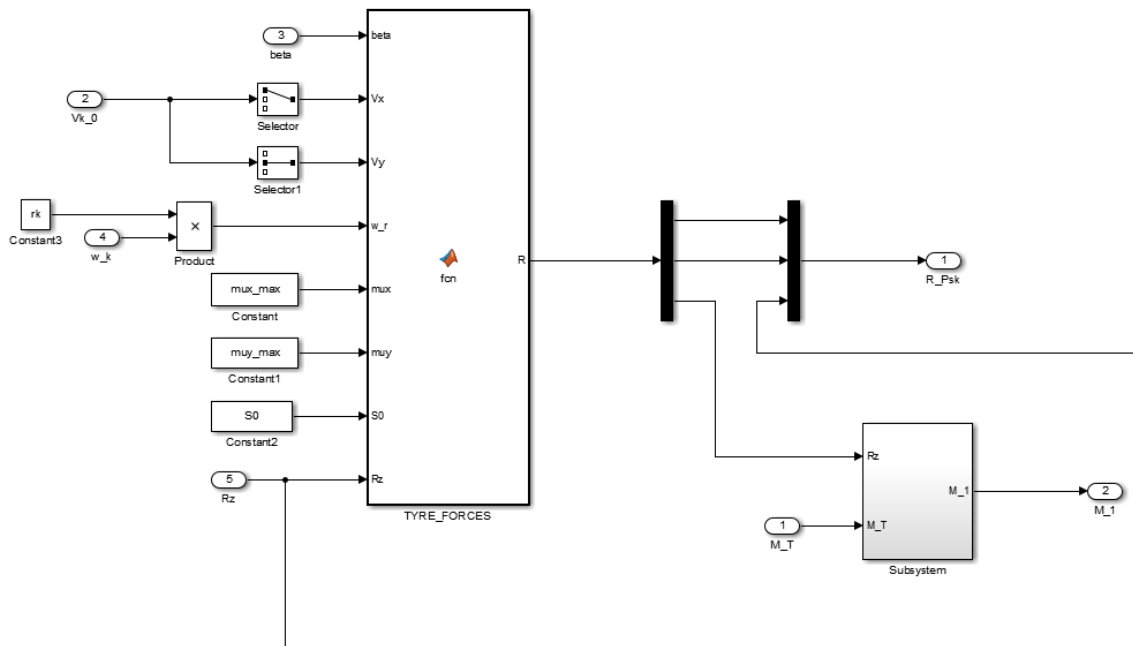 3
beta
beta
2
Vk_0
Selector
Vx
Selector1
Vy
rk
Constant3
4
w_k
×
Product
w_r
fcn
R
1
R_Psk
mux_max
Constant
mux
muy_max
Constant1
muy
S0
Constant2
S0
5
Rz
Rz
TYRE_FORCES
Rz
M_1
2
M_1
1
M_T
M_T
Subsystem